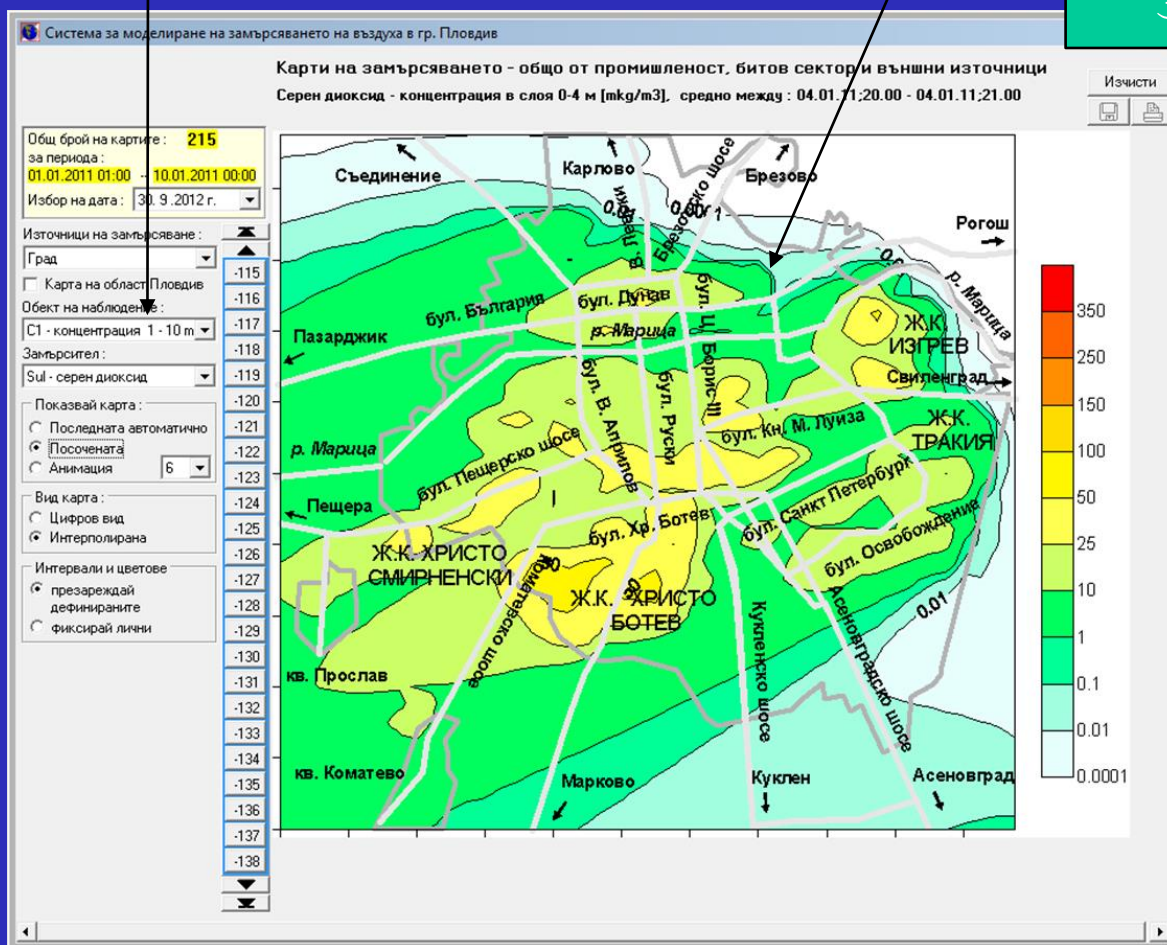 Система за моделиране на замърсяването на въздуха в гр. Пловдив
Карти на замърсяването - общо от промишленост, битов сектор и външни източници
Серен диоксид - концентрация в слоя 0-4 м [mkg/m3], средно между : 04.01.11;20.00 - 04.01.11;21.00
Изчисти
Общ брой на картите : 215
за периода :
01.01.2011 01:00 - 10.01.2011 00:00
Избор на дата : 30. 9 .2012 г.
Източници на замърсяване :
Град
Карта на област Пловдив
Обект на наблюдение :
C1 - концентрация 1 - 10 m
Замърсител :
Sul - серен диоксид
Показвай карта :
Последната автоматично
Посочената
Анимация 6
Вид карта :
Цифров вид
Интерполирана
Интервали и цветове
презареждай
дефинираните
фиксирай лични
-115
-116
-117
-118
-119
-120
-121
-122
-123
-124
-125
-126
-127
-128
-129
-130
-131
-132
-133
-134
-135
-136
-137
-138
Съединение
Карлово
Брезово
Рогош
В. Левски
Брезовско шосе
р. Марица
бул. България
бул. Дунав
бул. Ц. Борис III
Пазарджик
р. Марица
Ж.К.
ИЗГРЕВ
Свиленград
бул. В. Априлов
бул. Руски
бул. Кн. М. Луиза
Ж.К.
ТРАКИЯ
р. Марица
бул. Пещерско шосе
Пещера
бул. Хр. Ботев
бул. Санкт Петербург
бул. Освобождение
Ж.К. ХРИСТО
СМИРНЕНСКИ
Ж.К. ХРИСТО
БОТЕВ
50
0.01
Коматевско шосе
Кукленско шосе
Асеновградско шосе
кв. Прослав
кв. Коматево
Марково
Куклен
Асеновград
350
250
150
100
50
25
10
1
0.1
0.01
0.0001